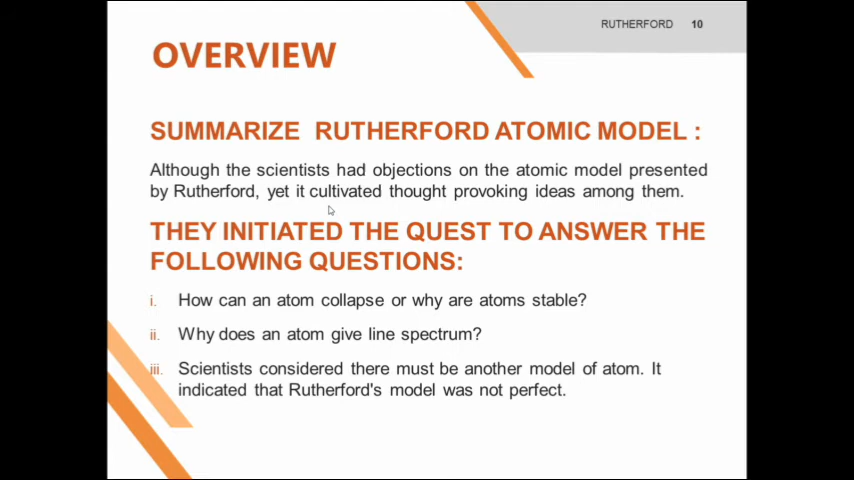 RUTHERFORD 10
OVERVIEW
SUMMARIZE RUTHERFORD ATOMIC MODEL :
Although the scientists had objections on the atomic model presented
by Rutherford, yet it cultivated thought provoking ideas among them.
THEY INITIATED THE QUEST TO ANSWER THE
FOLLOWING QUESTIONS:
i. How can an atom collapse or why are atoms stable?
ii. Why does an atom give line spectrum?
iii. Scientists considered there must be another model of atom. It
indicated that Rutherford's model was not perfect.